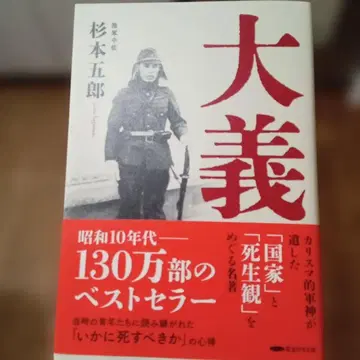 大義
陸軍中佐
杉本五郎
カリスマ的軍神が
遺した
「国家」と
「死生観」を
めぐる名著
昭和10年代――
130万部の
ベストセラー
当時の青年たちに読み継がれた
「いかに死すべきか」の心得